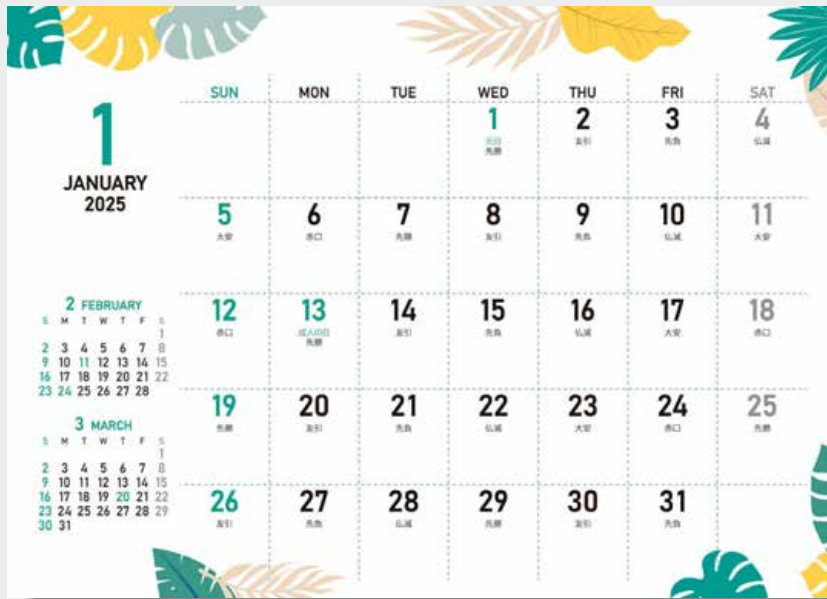 1
JANUARY
2025
SUN MON TUE WED THU FRI SAT
1 2 3 4
元日 友引 先負 仏滅
先勝
5 6 7 8 9 10 11
大安 赤口 先勝 友引 先負 仏滅 大安
12 13 14 15 16 17 18
赤口 成人の日 友引 先負 仏滅 大安 赤口
先勝
19 20 21 22 23 24 25
先勝 友引 先負 仏滅 大安 赤口 先勝
26 27 28 29 30 31
友引 先負 仏滅 先勝 友引 先負
2 FEBRUARY
S M T W T F S
1
2 3 4 5 6 7 8
9 10 11 12 13 14 15
16 17 18 19 20 21 22
23 24 25 26 27 28
3 MARCH
S M T W T F S
1
2 3 4 5 6 7 8
9 10 11 12 13 14 15
16 17 18 19 20 21 22
23 24 25 26 27 28 29
30 31